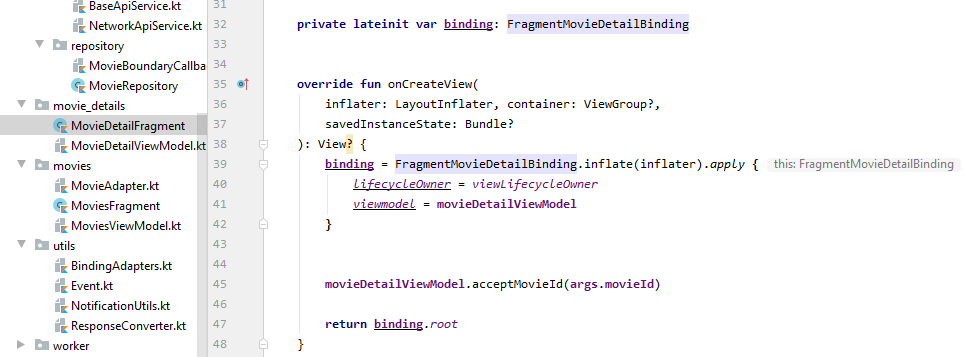 BaseApiService.kt
NetworkApiService.kt
repository
MovieBoundaryCallba
MovieRepository
movie_details
MovieDetailFragment
MovieDetailViewModel.kt
movies
MovieAdapter.kt
MoviesFragment
MoviesViewModel.kt
utils
BindingAdapters.kt
Event.kt
NotificationUtils.kt
ResponseConverter.kt
worker
31
32 private lateinit var binding: FragmentMovieDetailBinding
33
34
35 override fun onCreateView(
36 inflater: LayoutInflater, container: ViewGroup?,
37 savedInstanceState: Bundle?
38 ): View? {
39 binding = FragmentMovieDetailBinding.inflate(inflater).apply { this: FragmentMovieDetailBinding
40 lifecycleOwner = viewLifecycleOwner
41 viewmodel = movieDetailViewModel
42 }
43
44
45 movieDetailViewModel.acceptMovieId(args.movieId)
46
47 return binding.root
48 }